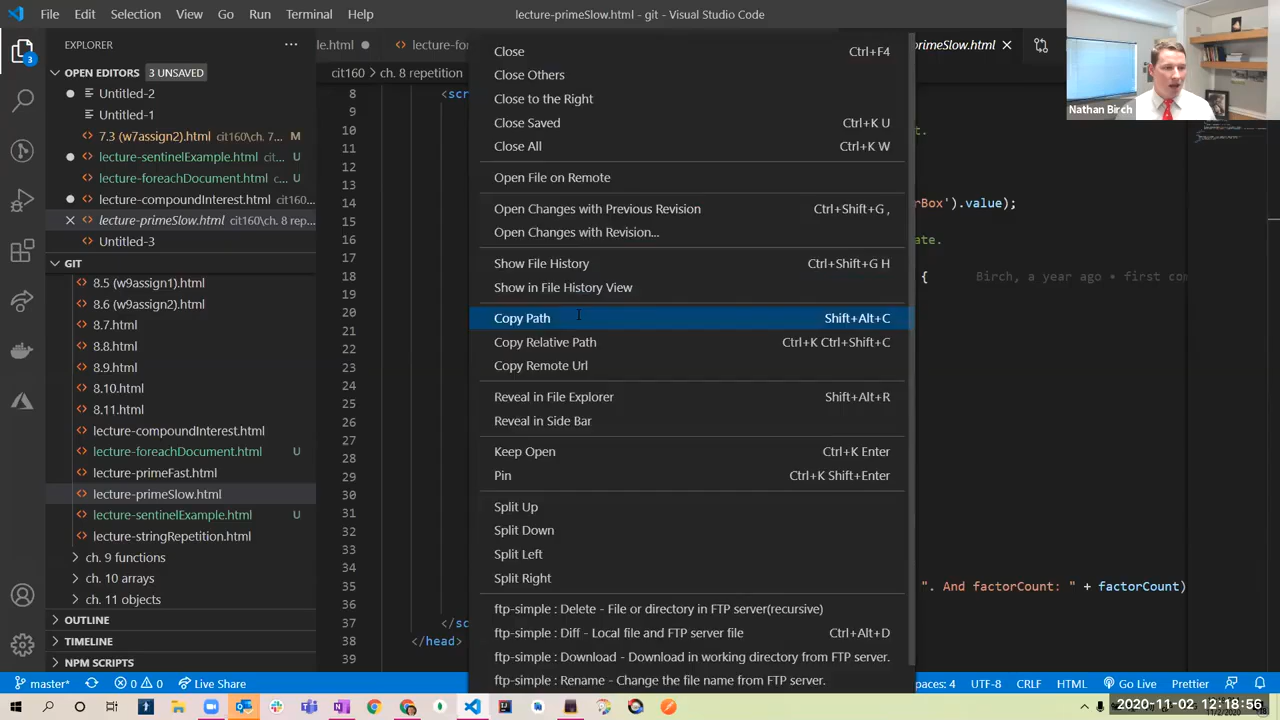 File Edit Selection View Go Run Terminal Help
lecture-primeSlow.html - git - Visual Studio Code
Nathan Birch
EXPLORER
OPEN EDITORS 3 UNSAVED
Untitled-2
Untitled-1
7.3 (w7assign2).html cit160\ch. 7... M
lecture-sentinelExample.html cit... U
lecture-foreachDocument.html c... U
lecture-compoundInterest.html cit160...
lecture-primeSlow.html cit160\ch. 8 rep...
Untitled-3
GIT
8.5 (w9assign1).html
8.6 (w9assign2).html
8.7.html
8.8.html
8.9.html
8.10.html
8.11.html
lecture-compoundInterest.html
lecture-foreachDocument.html U
lecture-primeFast.html
lecture-primeSlow.html
lecture-sentinelExample.html U
lecture-stringRepetition.html
ch. 9 functions
ch. 10 arrays
ch. 11 objects
OUTLINE
TIMELINE
NPM SCRIPTS
le.html lecture-fo primeSlow.html
cit160 > ch. 8 repetition
8 <scr
9
10 t.
11
12
13
14 rBox').value);
15
16 ate.
17
18 { Birch, a year ago • first com
19
20
21
22
23
24
25
26
27
28
29
30
31
32
33
34
35 ". And factorCount: " + factorCount)
36
37 </sc
38 </head>
39
Close Ctrl+F4
Close Others
Close to the Right
Close Saved Ctrl+K U
Close All Ctrl+K W
Open File on Remote
Open Changes with Previous Revision Ctrl+Shift+G ,
Open Changes with Revision...
Show File History Ctrl+Shift+G H
Show in File History View
Copy Path Shift+Alt+C
Copy Relative Path Ctrl+K Ctrl+Shift+C
Copy Remote Url
Reveal in File Explorer Shift+Alt+R
Reveal in Side Bar
Keep Open Ctrl+K Enter
Pin Ctrl+K Shift+Enter
Split Up
Split Down
Split Left
Split Right
ftp-simple : Delete - File or directory in FTP server(recursive)
ftp-simple : Diff - Local file and FTP server file Ctrl+Alt+D
ftp-simple : Download - Download in working directory from FTP server.
ftp-simple : Rename - Change the file name from FTP server.
master* 0 0 Live Share paces: 4 UTF-8 CRLF HTML Go Live Prettier
2020-11-02 12:18:56